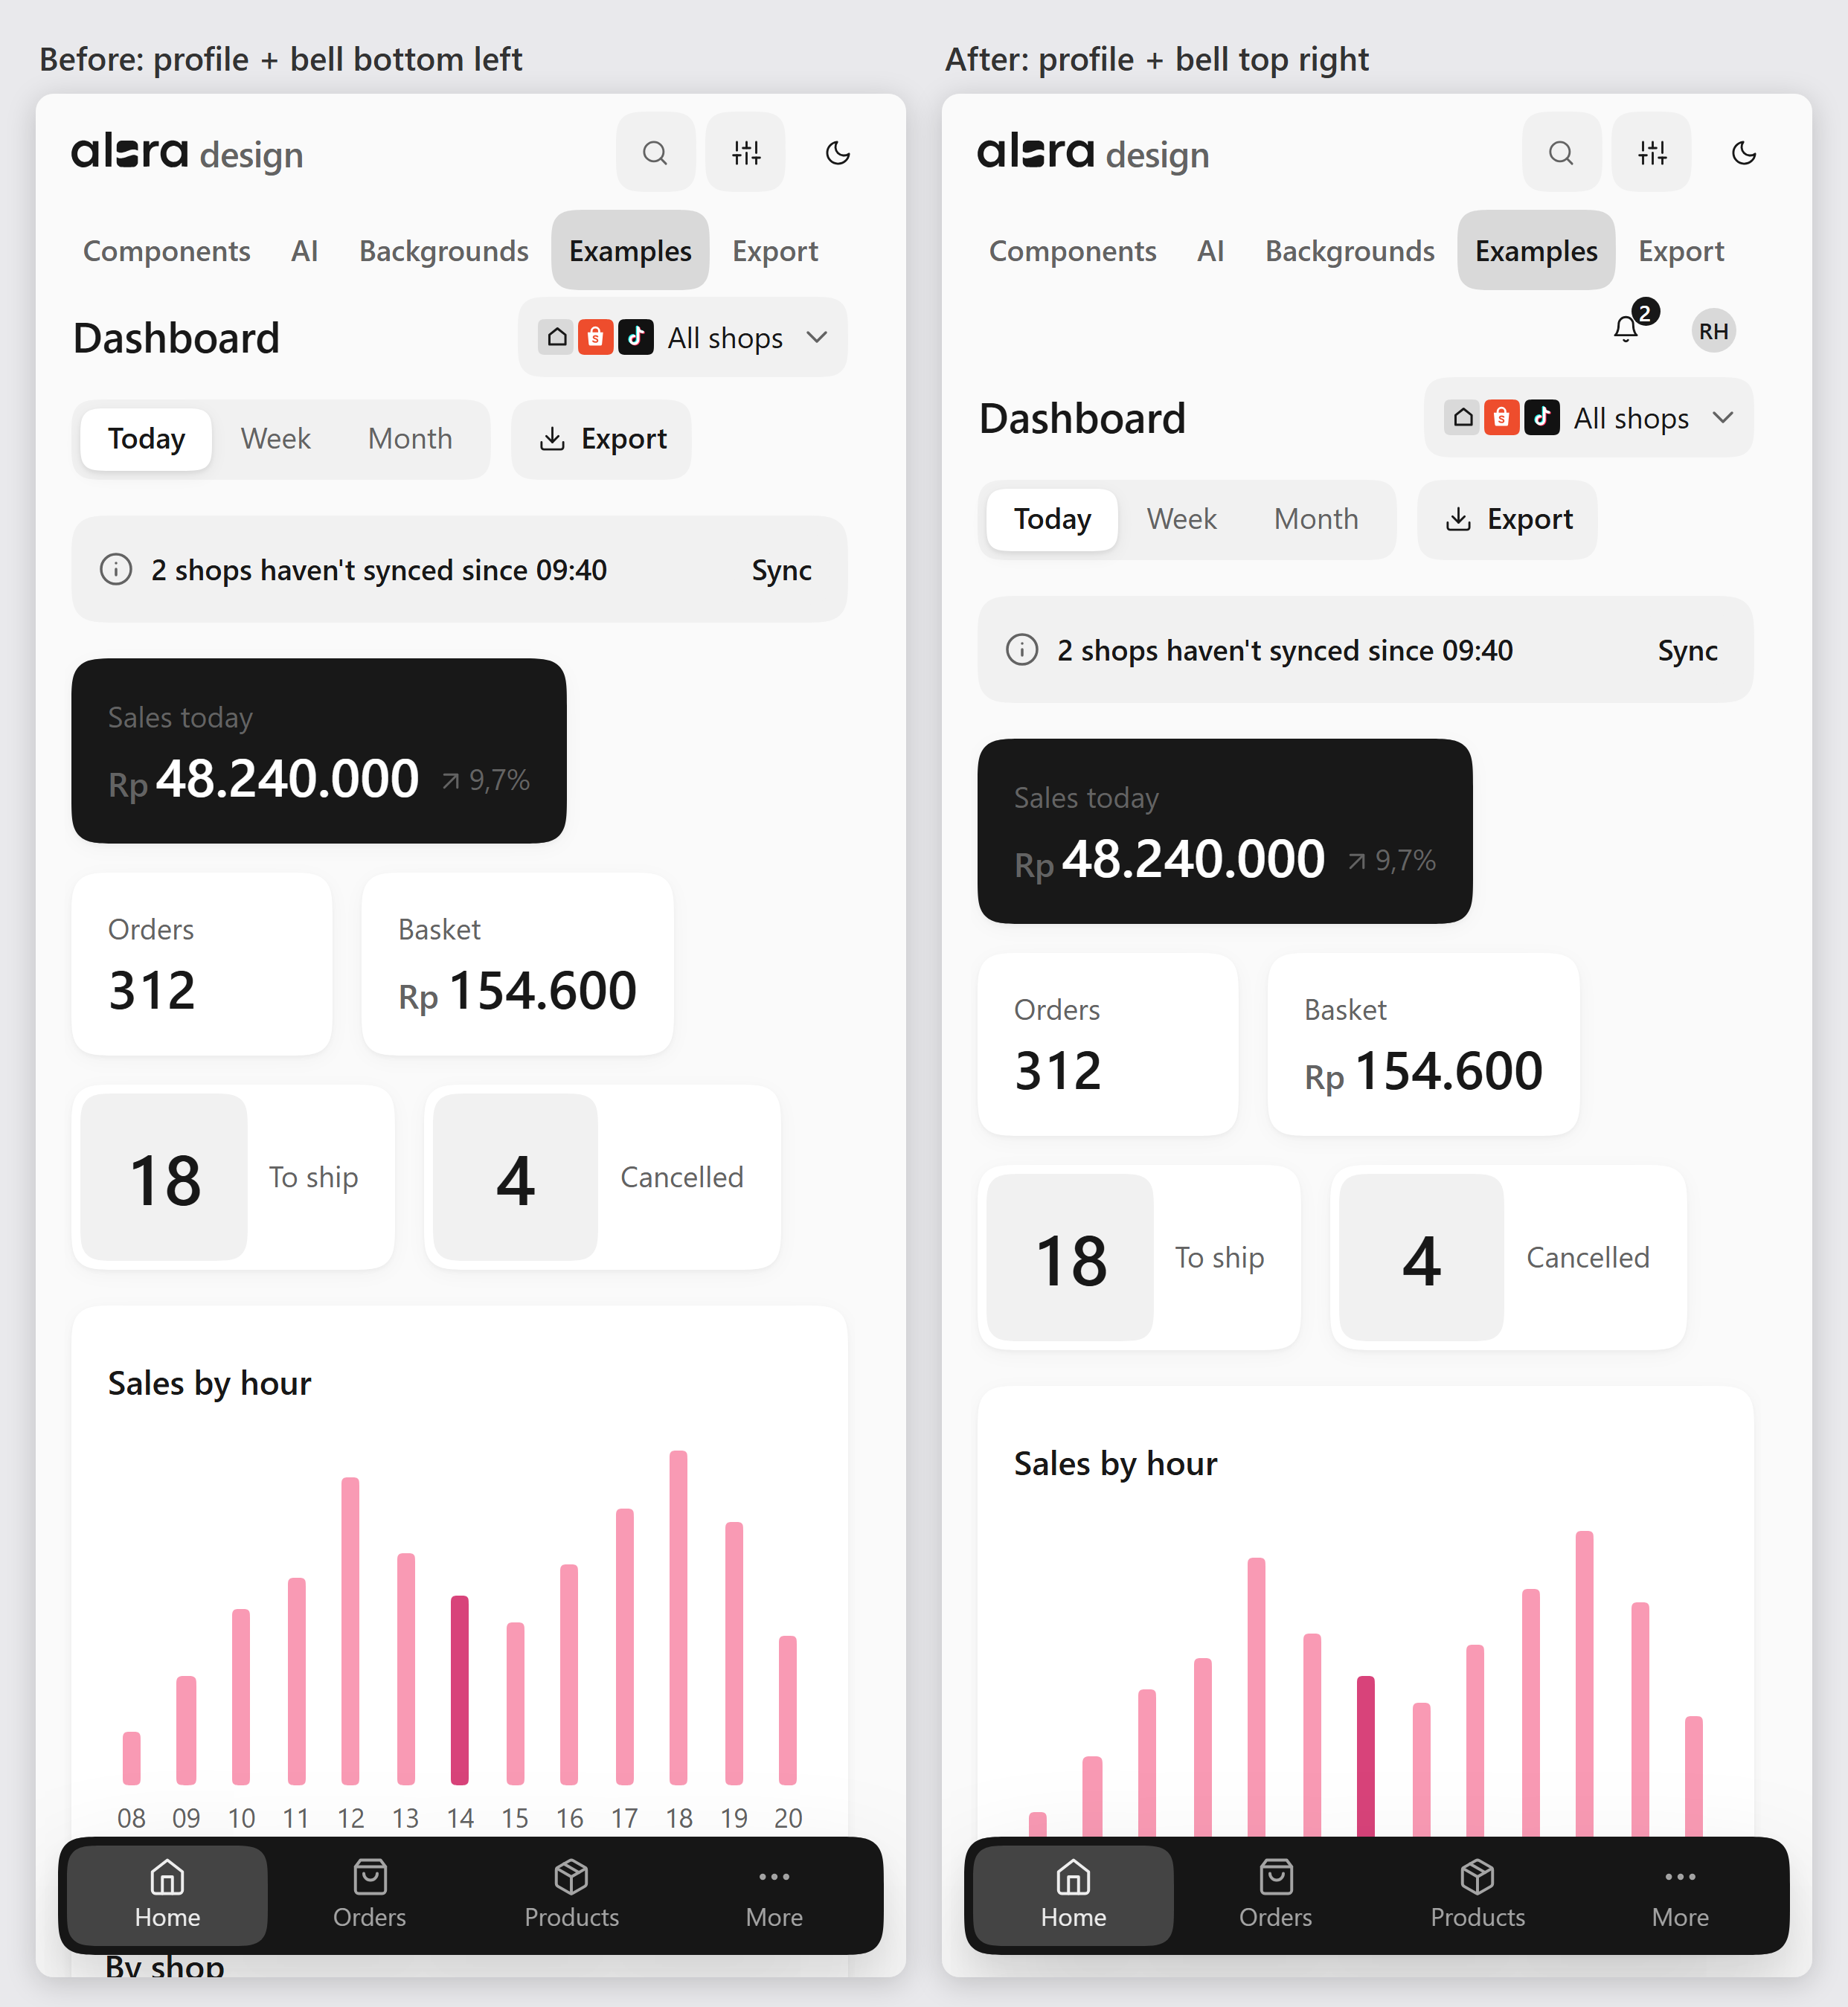 Before: profile + bell bottom left
alsra design
Components AI Backgrounds Examples Export
Dashboard
S
All shops
Today Week Month Export
2 shops haven't synced since 09:40 Sync
Sales today
Rp 48.240.000 9,7%
Orders
312
Basket
Rp 154.600
18 To ship
4 Cancelled
Sales by hour
08 09 10 11 12 13 14 15 16 17 18 19 20
Home Orders Products More
By shop
After: profile + bell top right
alsra design
Components AI Backgrounds Examples Export
2
RH
Dashboard
S
All shops
Today Week Month Export
2 shops haven't synced since 09:40 Sync
Sales today
Rp 48.240.000 9,7%
Orders
312
Basket
Rp 154.600
18 To ship
4 Cancelled
Sales by hour
Home Orders Products More